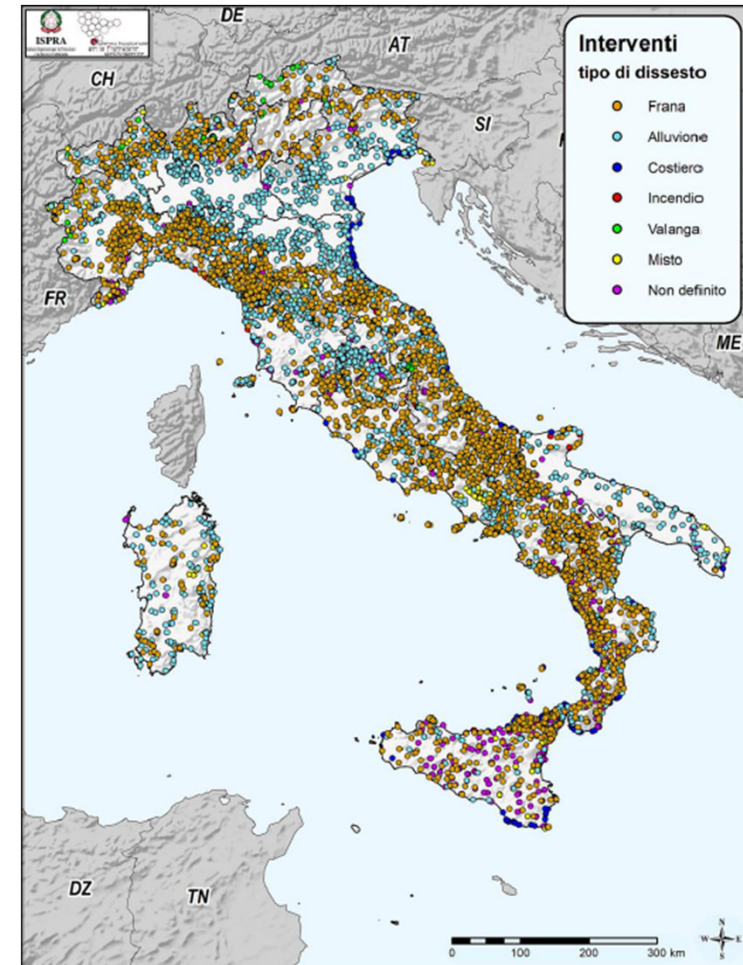 ISPRA
DE
AT
CH
SI
FR
ME
DZ
TN
Interventi
tipo di dissesto
Frana
Alluvione
Costiero
Incendio
Valanga
Misto
Non definito
N
W
E
S
0
100
200
300 km